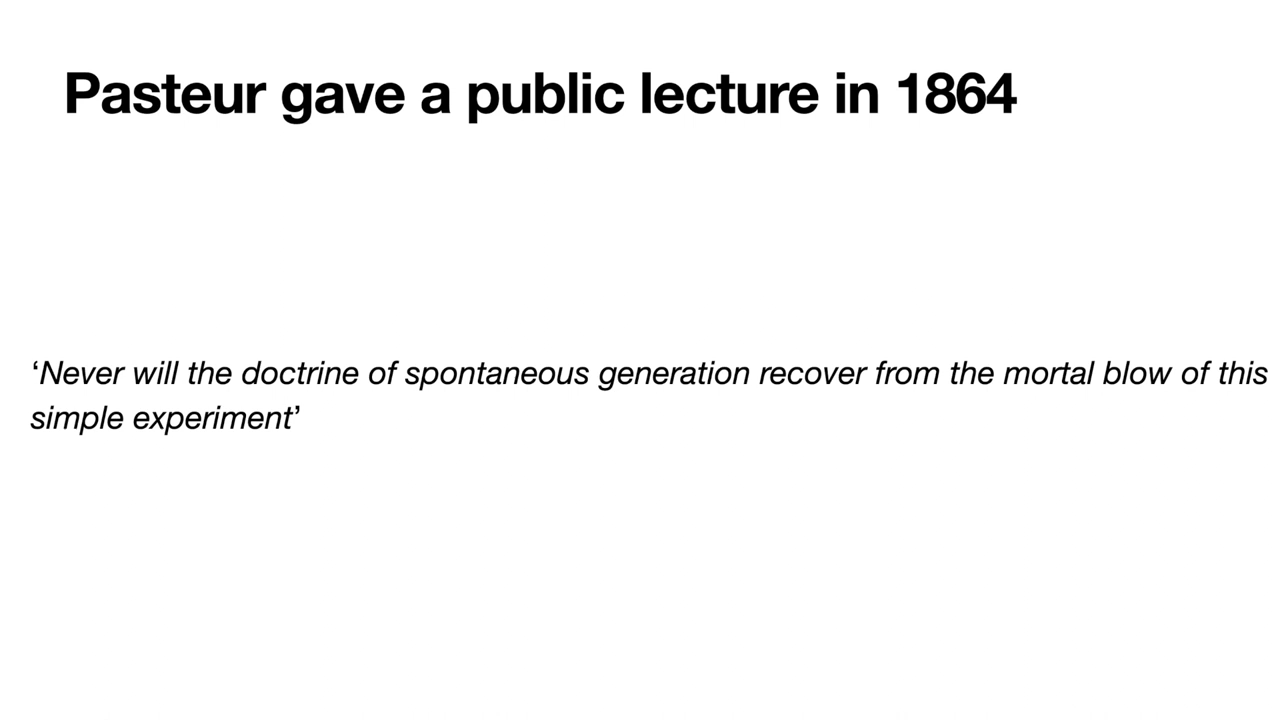 Pasteur gave a public lecture in 1864
‘Never will the doctrine of spontaneous generation recover from the mortal blow of this
simple experiment’